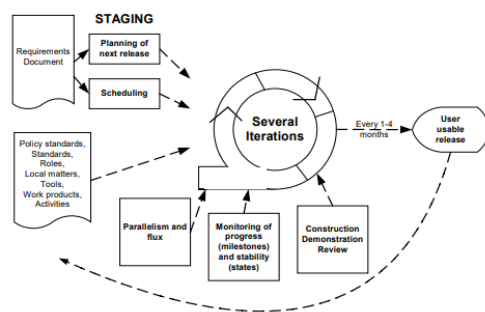 STAGING
Requirements
Document
Planning of
next release
Scheduling
Policy standards,
Standards,
Roles,
Local matters,
Tools,
Work products,
Activities
Several
Iterations
Every 1-4
months
User
usable
release
Parallelism and
flux
Monitoring of
progress
(milestones)
and stability
(states)
Construction
Demonstration
Review